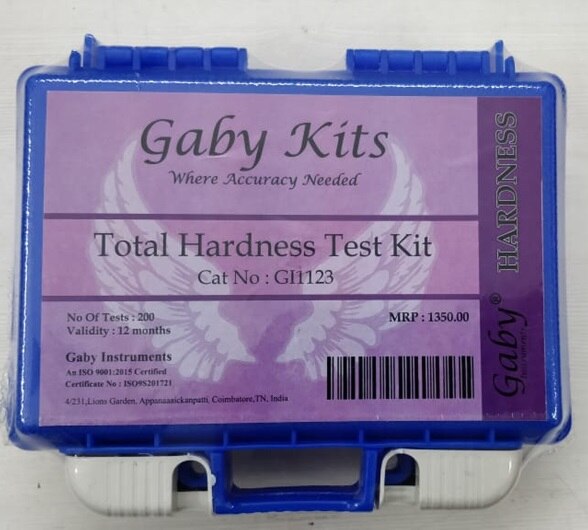 Gaby Kits
Where Accuracy Needed
Total Hardness Test Kit
Cat No : GI1123
No Of Tests : 200
Validity : 12 months
MRP : 1350.00
Gaby Instruments
An ISO 9001:2015 Certified
Certificate No : ISO9S201721
4/231,Lions Garden, Appanaasickanpatti, Coimbatore,TN, India
HARDNESS
Gaby®
Instruments